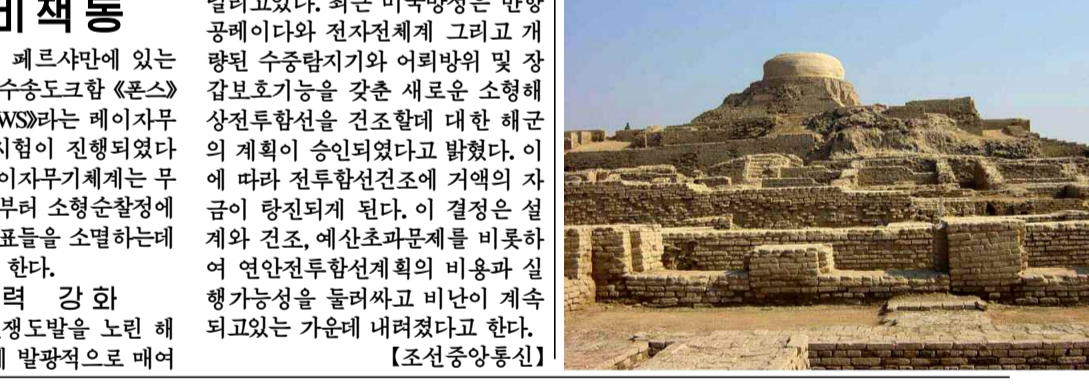 비책동
페르샤만에 있는
수송도크함 《폰스》
WS》라는 레이자무
시험이 진행되였다
이자무기체계는 무
부터 소형순찰정에
표들을 소멸하는데
한다.
력 강화
쟁도발을 노린 해
발광적으로 매여
공레이다와 전자전체계 그리고 개
량된 수중탐지기와 어뢰방위 및 장
갑보호기능을 갖춘 새로운 소형해
상전투함선을 건조할데 대한 해군
의 계획이 승인되였다고 밝혔다. 이
에 따라 전투함선건조에 거액의 자
금이 탕진되게 된다. 이 결정은 설
계와 건조, 예산초과문제를 비롯하
여 연안전투함선계획의 비용과 실
행가능성을 둘러싸고 비난이 계속
되고있는 가운데 내려졌다고 한다.
【조선중앙통신】